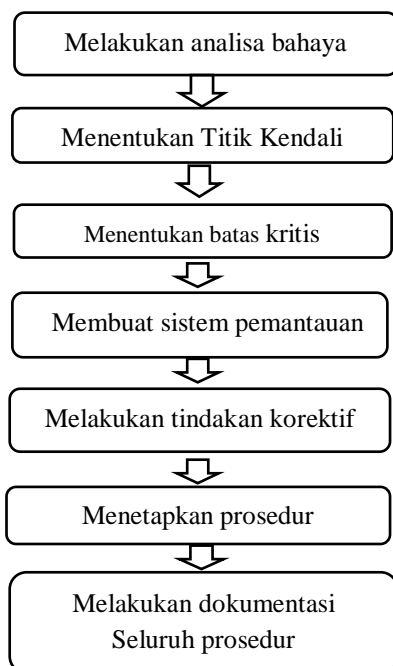 Melakukan analisa bahaya
Menentukan Titik Kendali
Menentukan batas kritis
Membuat sistem pemantauan
Melakukan tindakan korektif
Menetapkan prosedur
Melakukan dokumentasi
Seluruh prosedur